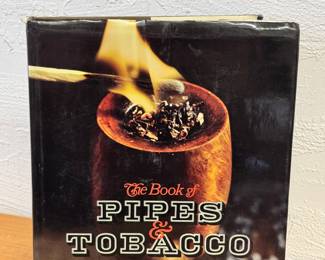 The Book of
PIPES
&
TOBACCO